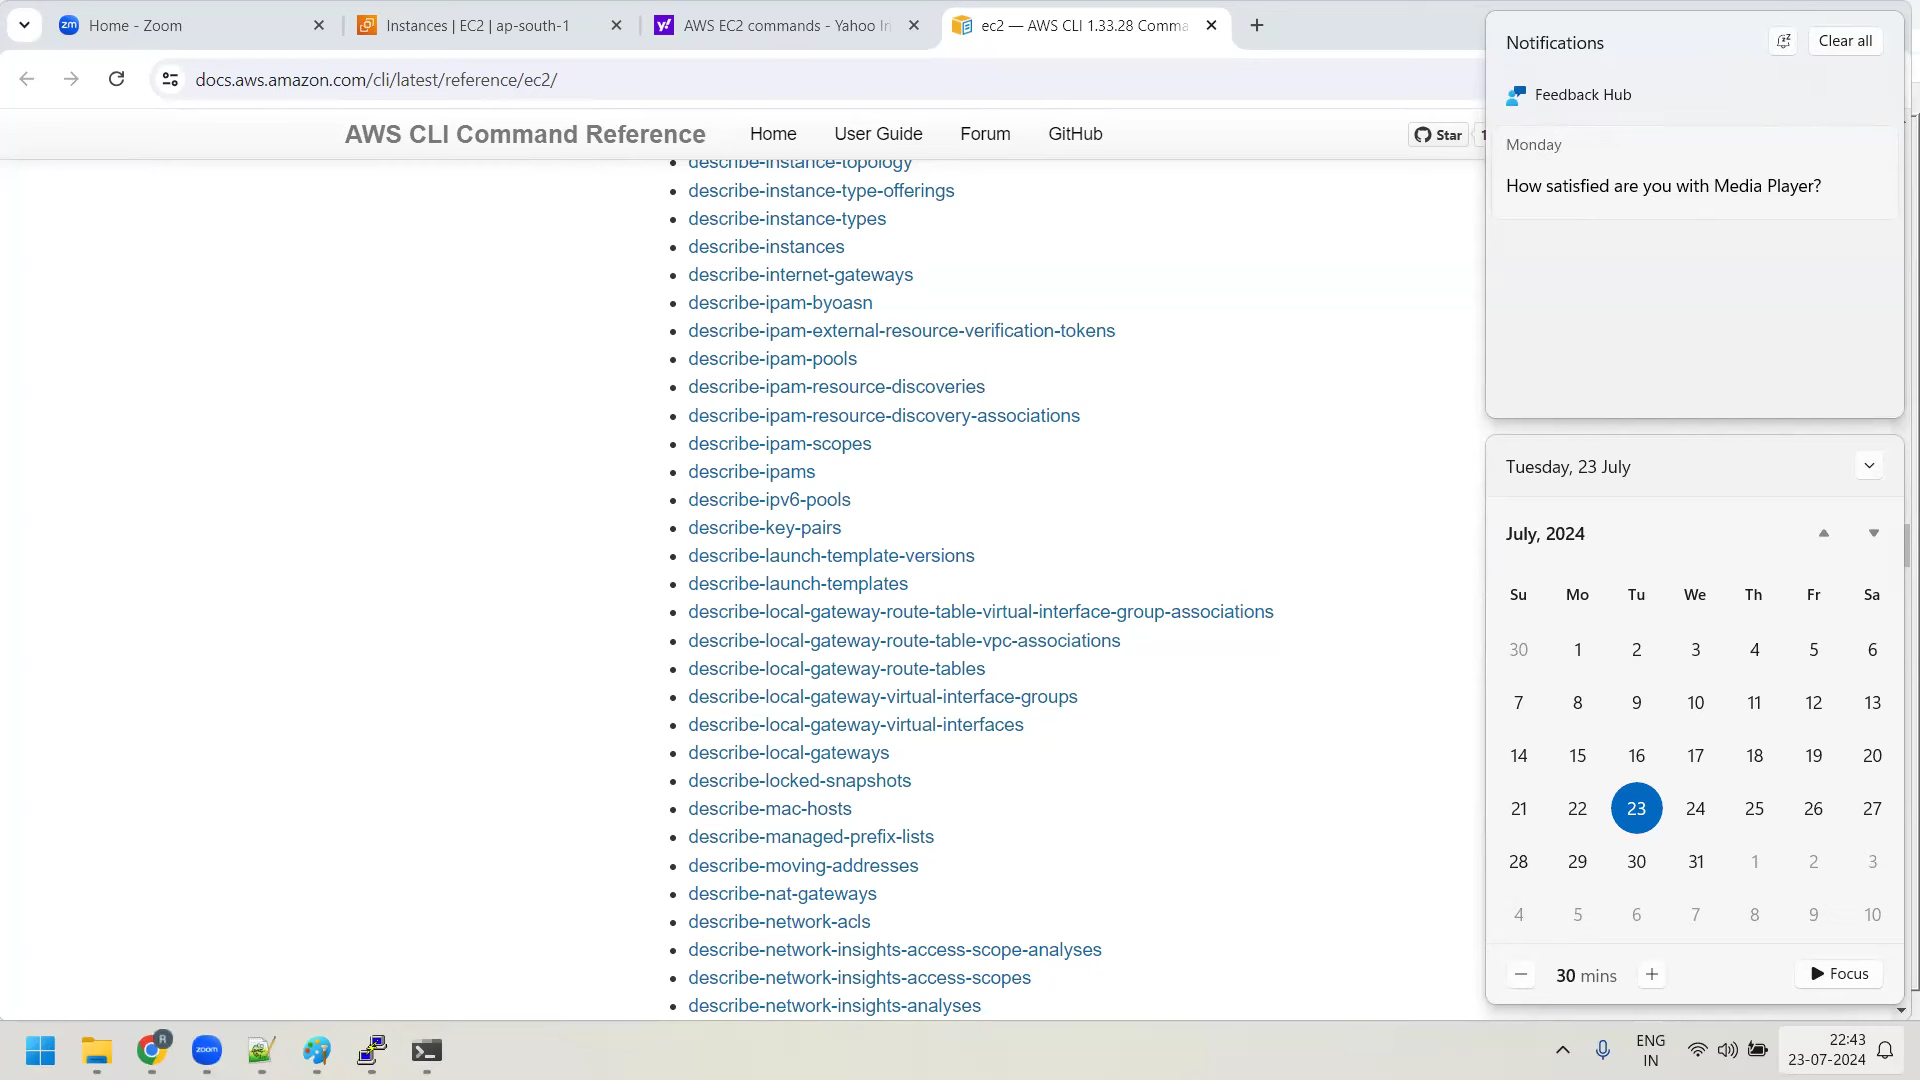 Home - Zoom
Instances | EC2 | ap-south-1
AWS EC2 commands - Yahoo In
ec2 — AWS CLI 1.33.28 Comma
docs.aws.amazon.com/cli/latest/reference/ec2/
AWS CLI Command Reference
Home
User Guide
Forum
GitHub
Star
1
describe-instance-topology
describe-instance-type-offerings
describe-instance-types
describe-instances
describe-internet-gateways
describe-ipam-byoasn
describe-ipam-external-resource-verification-tokens
describe-ipam-pools
describe-ipam-resource-discoveries
describe-ipam-resource-discovery-associations
describe-ipam-scopes
describe-ipams
describe-ipv6-pools
describe-key-pairs
describe-launch-template-versions
describe-launch-templates
describe-local-gateway-route-table-virtual-interface-group-associations
describe-local-gateway-route-table-vpc-associations
describe-local-gateway-route-tables
describe-local-gateway-virtual-interface-groups
describe-local-gateway-virtual-interfaces
describe-local-gateways
describe-locked-snapshots
describe-mac-hosts
describe-managed-prefix-lists
describe-moving-addresses
describe-nat-gateways
describe-network-acls
describe-network-insights-access-scope-analyses
describe-network-insights-access-scopes
describe-network-insights-analyses
Notifications
Clear all
Feedback Hub
Monday
How satisfied are you with Media Player?
Tuesday, 23 July
July, 2024
Su Mo Tu We Th Fr Sa
30 1 2 3 4 5 6
7 8 9 10 11 12 13
14 15 16 17 18 19 20
21 22 23 24 25 26 27
28 29 30 31 1 2 3
4 5 6 7 8 9 10
30 mins
Focus
zm
R
zoom
ENG
IN
22:43
23-07-2024